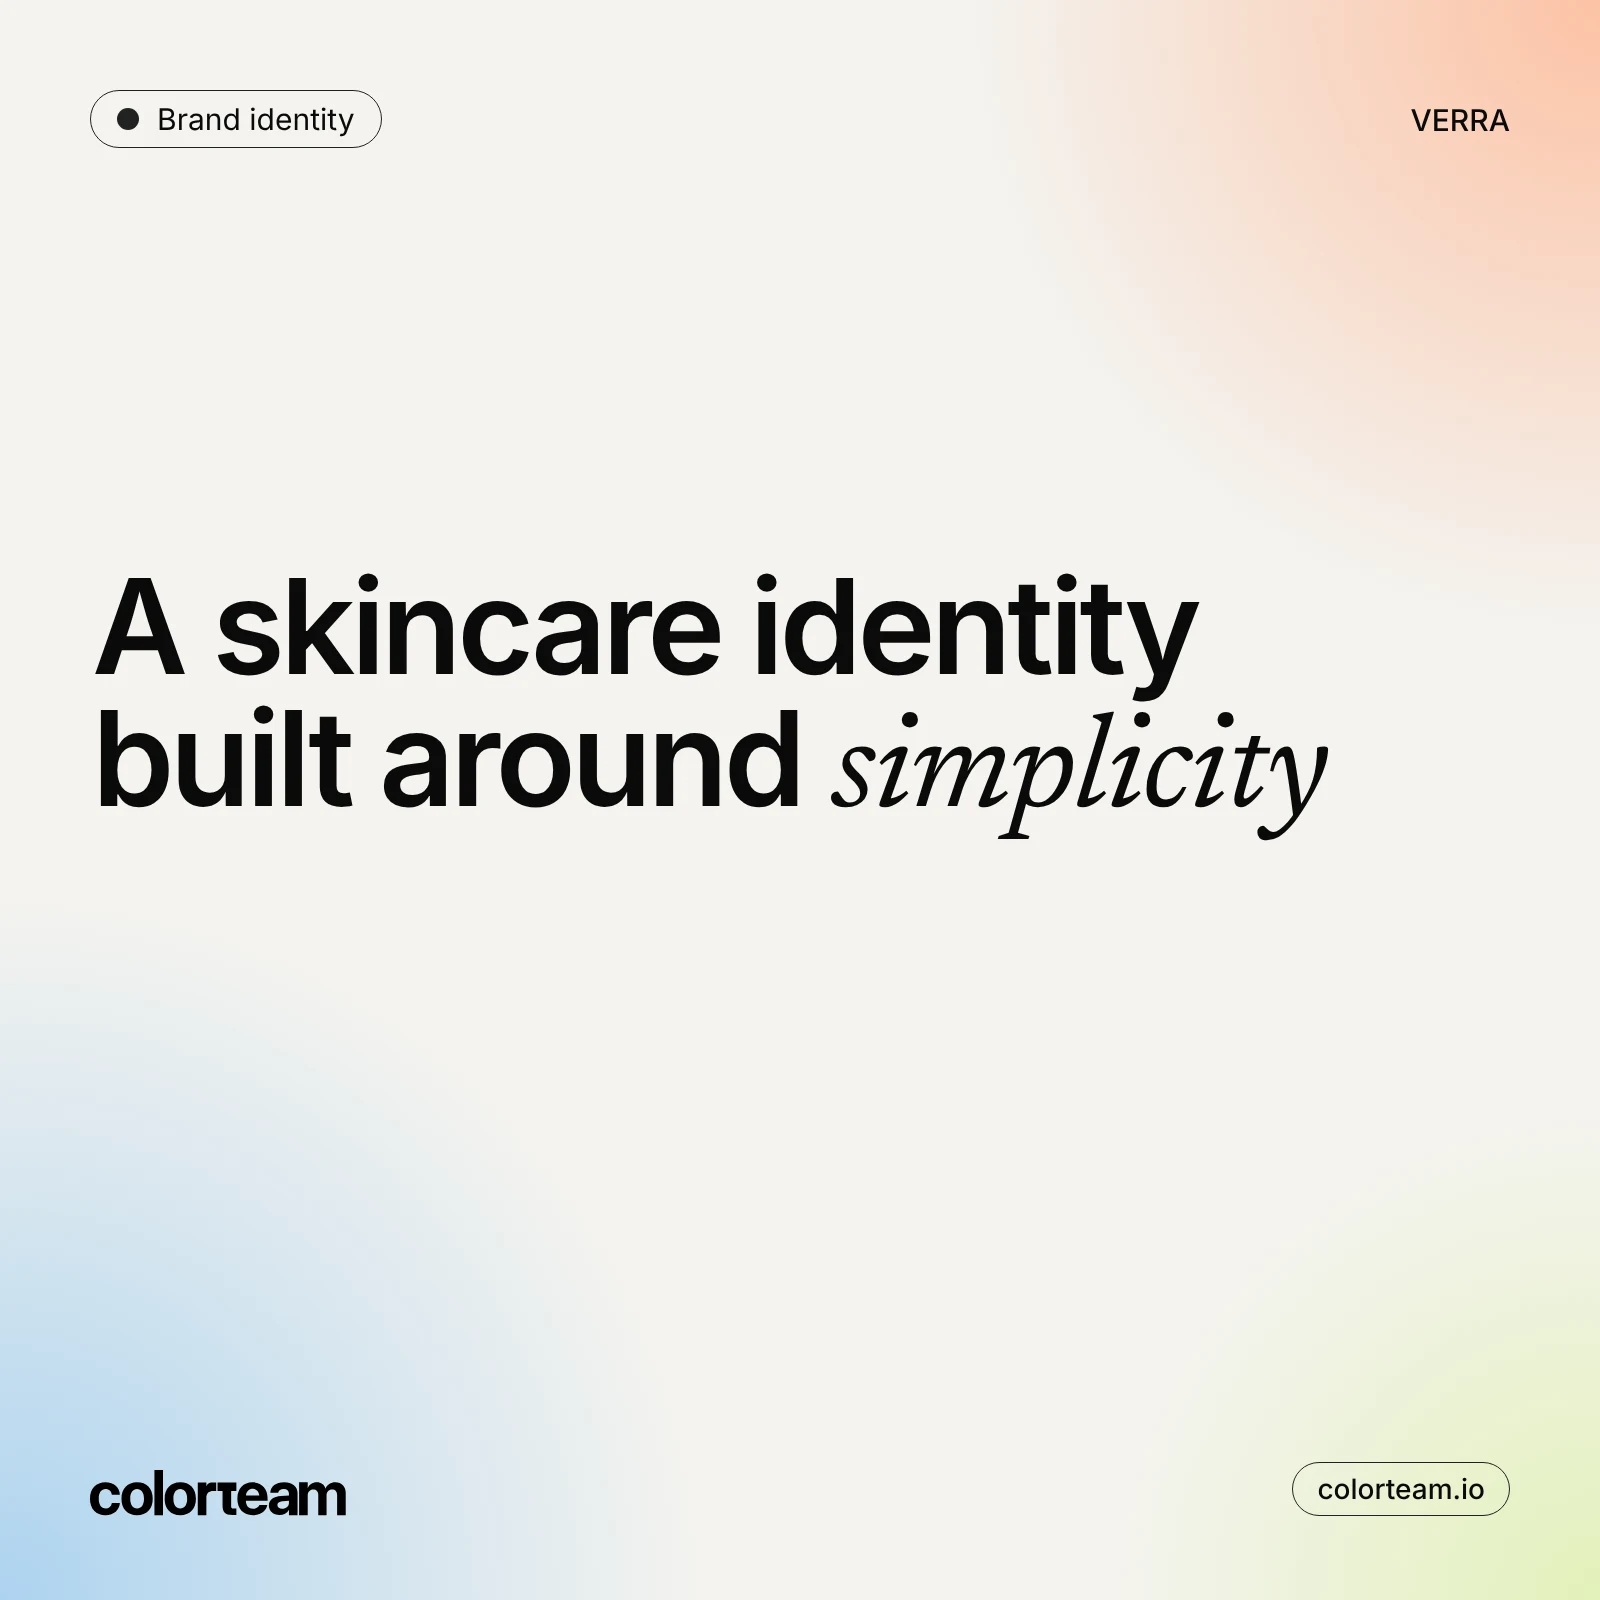 Brand identity
VERRA
A skincare identity
built around simplicity
colorteam
colorteam.io